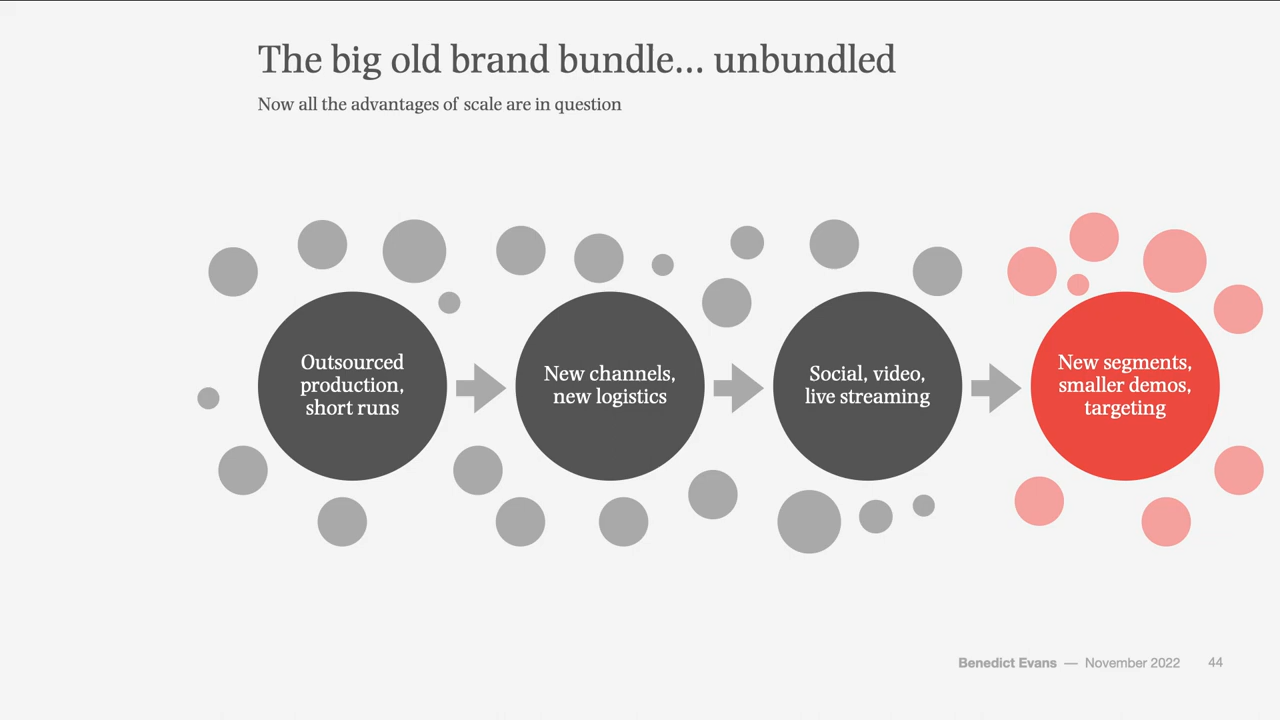 The big old brand bundle... unbundled
Now all the advantages of scale are in question
Outsourced
production,
short runs
New channels,
new logistics
Social, video,
live streaming
New segments,
smaller demos,
targeting
Benedict Evans — November 2022 44